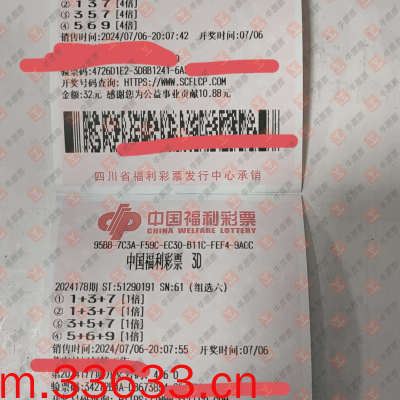 ② 1 3 7 [4倍]
③ 3 5 7 [4倍]
④ 5 6 9 [4倍]
销售时间:2024/07/06-20:07:42 开奖时间:07/06
验票码:4726D1E2-3DBB1241-6A
开奖号码查询: HTTPS://WWW.SCFLCP.COM
金额:32元 感谢您为公益事业贡献10.88元
四川省福利彩票发行中心承销
中国福利彩票
CHINA WELFARE LOTTERY
95BB-7C3A-F59C-EC30-B11C-FEF4-9ACC
中国福利彩票 3D
2024178期 ST:51290191 SN:61 (组选六)
① 1+3+7 [1倍]
② 1+3+7 [1倍]
③ 3+5+7 [1倍]
④ 5+6+9 [1倍]
销售时间:2024/07/06-20:07:55 开奖时间:07/06
m.37633.cn